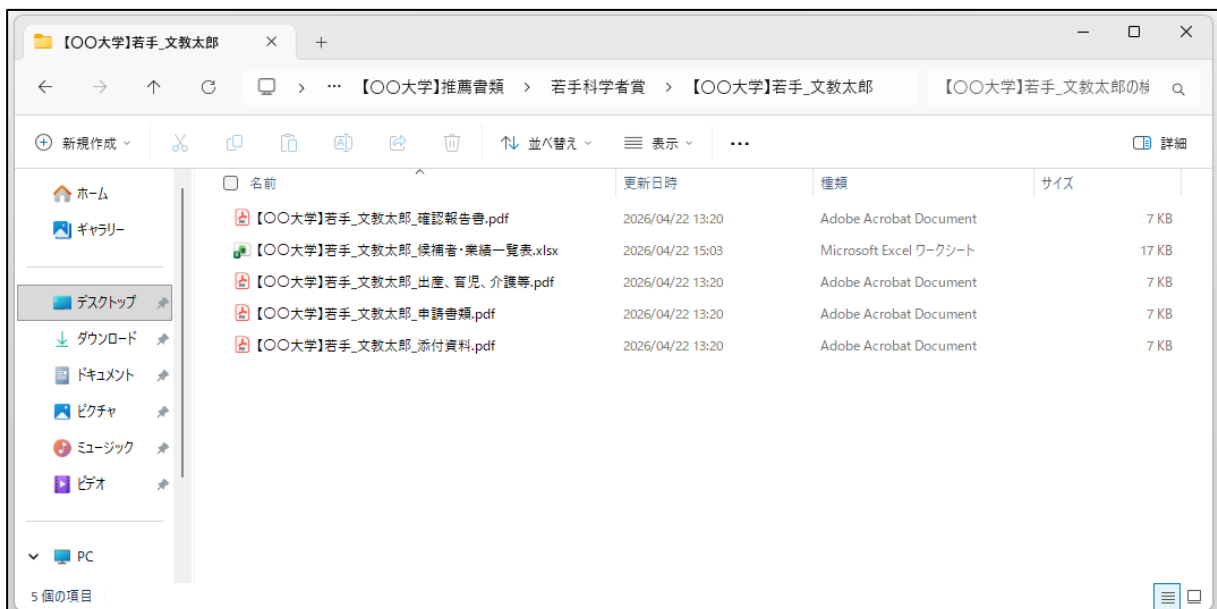 【〇〇大学】若手_文教太郎
… 【〇〇大学】推薦書類 > 若手科学者賞 > 【〇〇大学】若手_文教太郎 【〇〇大学】若手_文教太郎の検
新規作成 並べ替え 表示 … 詳細
名前 更新日時 種類 サイズ
【〇〇大学】若手_文教太郎_確認報告書.pdf 2026/04/22 13:20 Adobe Acrobat Document 7 KB
【〇〇大学】若手_文教太郎_候補者・業績一覧表.xlsx 2026/04/22 15:03 Microsoft Excel ワークシート 17 KB
【〇〇大学】若手_文教太郎_出産、育児、介護等.pdf 2026/04/22 13:20 Adobe Acrobat Document 7 KB
【〇〇大学】若手_文教太郎_申請書類.pdf 2026/04/22 13:20 Adobe Acrobat Document 7 KB
【〇〇大学】若手_文教太郎_添付資料.pdf 2026/04/22 13:20 Adobe Acrobat Document 7 KB
ホーム
ギャラリー
デスクトップ
ダウンロード
ドキュメント
ピクチャ
ミュージック
ビデオ
PC
5 個の項目